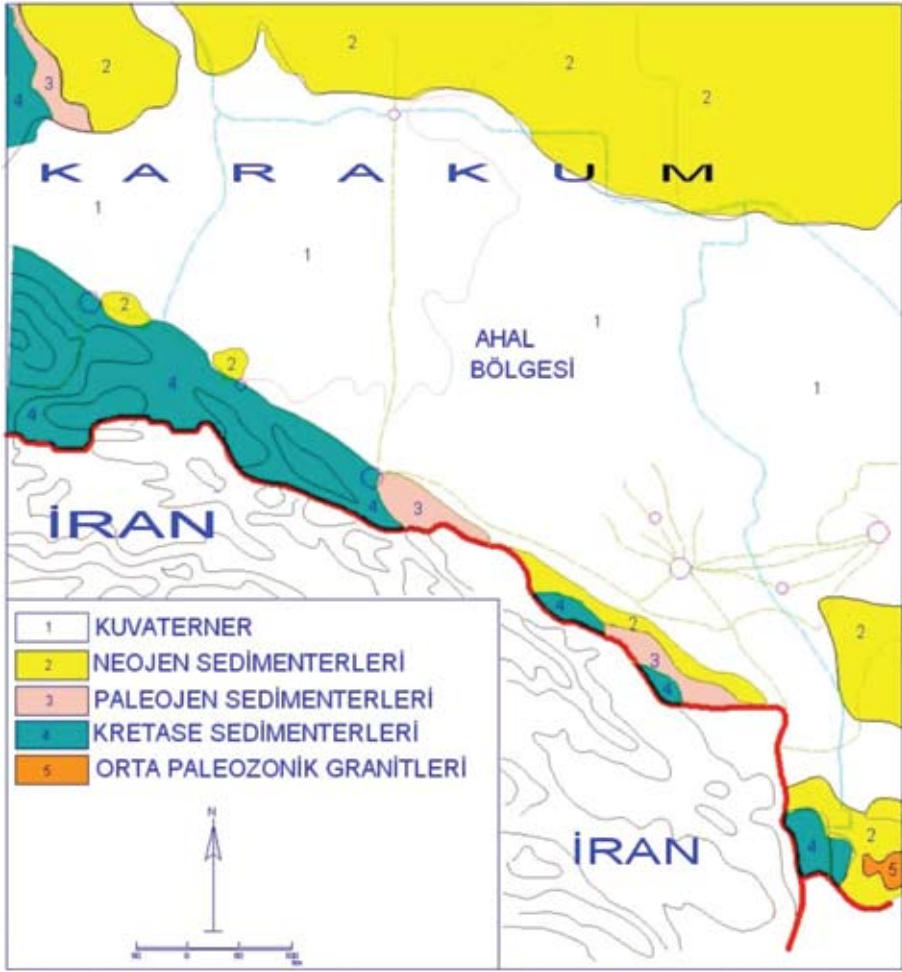 2
2
2
2
3
4
K A R A K U M
1
1
2
1
AHAL
BÖLGESİ
2
4
1
4
3
4
İRAN
4
2
2
3
4
İRAN
4
2
5
1 KUVATERNER
2 NEOJEN SEDİMENTERLERİ
3 PALEOJEN SEDİMENTERLERİ
4 KRETASE SEDİMENTERLERİ
5 ORTA PALEOZONİK GRANİTLERİ
N
0